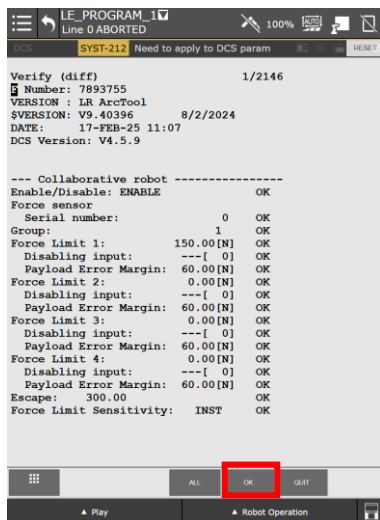 LE_PROGRAM_1
Line 0 ABORTED
100%
AUTO
DCS
SYST-212 Need to apply to DCS param
RESET
Verify (diff) 1/2146
F Number: 7893755
VERSION : LR ArcTool
$VERSION: V9.40396 8/2/2024
DATE: 17-FEB-25 11:07
DCS Version: V4.5.9
--- Collaborative robot ----------------
Enable/Disable: ENABLE OK
Force sensor
Serial number: 0 OK
Group: 1 OK
Force Limit 1: 150.00[N] OK
Disabling input: ---[ 0] OK
Payload Error Margin: 60.00[N] OK
Force Limit 2: 0.00[N] OK
Disabling input: ---[ 0] OK
Payload Error Margin: 60.00[N] OK
Force Limit 3: 0.00[N] OK
Disabling input: ---[ 0] OK
Payload Error Margin: 60.00[N] OK
Force Limit 4: 0.00[N] OK
Disabling input: ---[ 0] OK
Payload Error Margin: 60.00[N] OK
Escape: 300.00 OK
Force Limit Sensitivity: INST OK
ALL
OK
QUIT
▲ Play
▲ Robot Operation